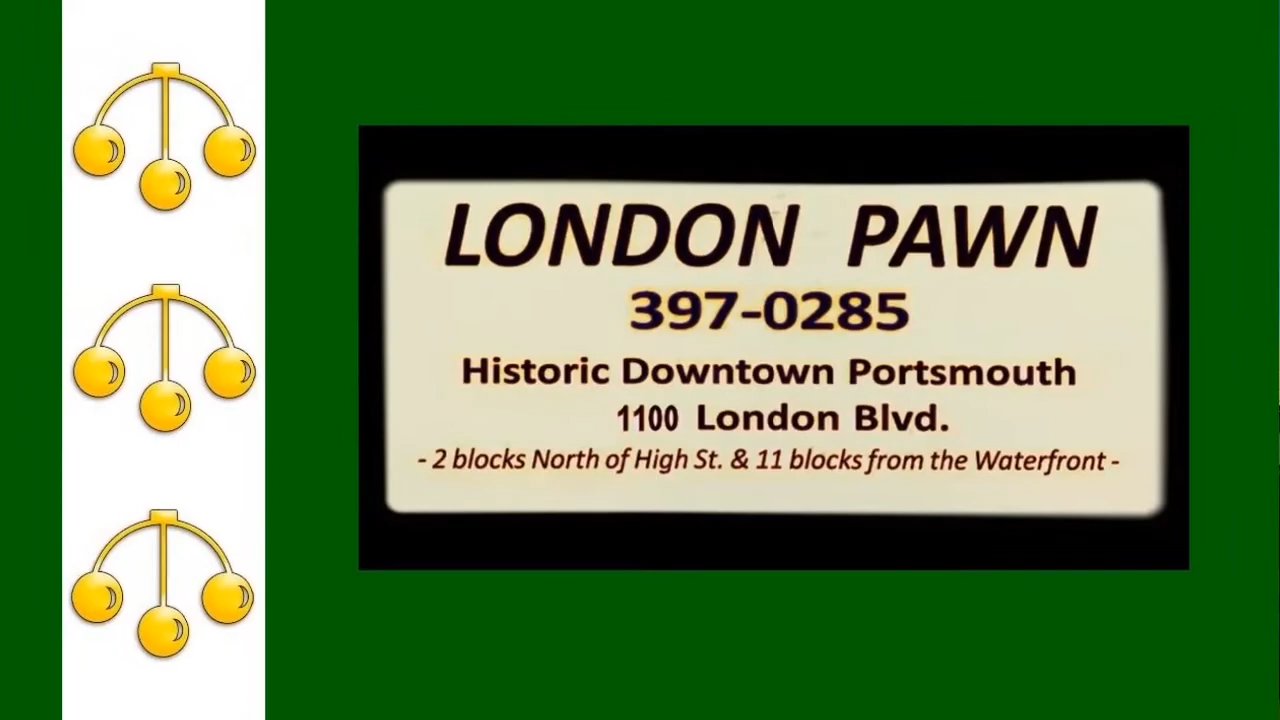 LONDON PAWN
397-0285
Historic Downtown Portsmouth
1100 London Blvd.
- 2 blocks North of High St. & 11 blocks from the Waterfront -